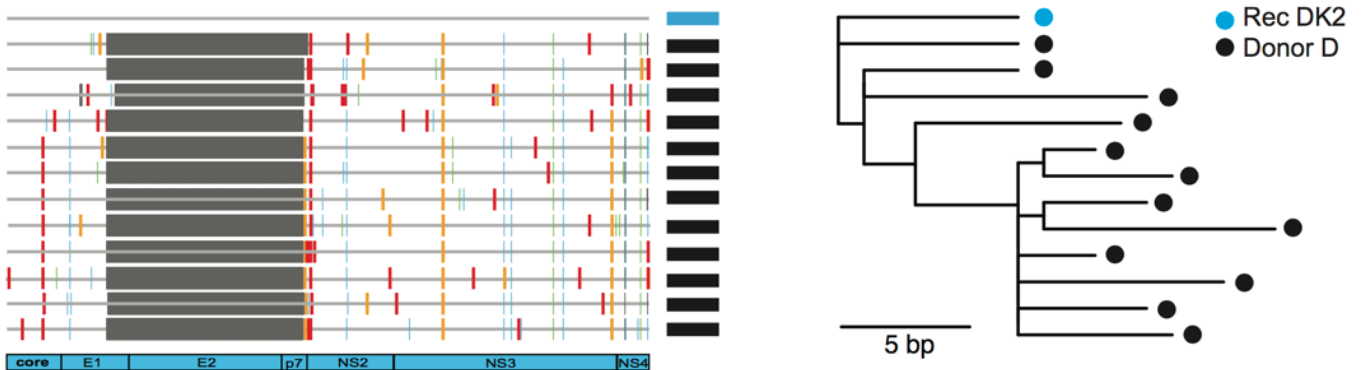 Rec DK2
Donor D
5 bp
core E1 E2 p7 NS2 NS3 NS4